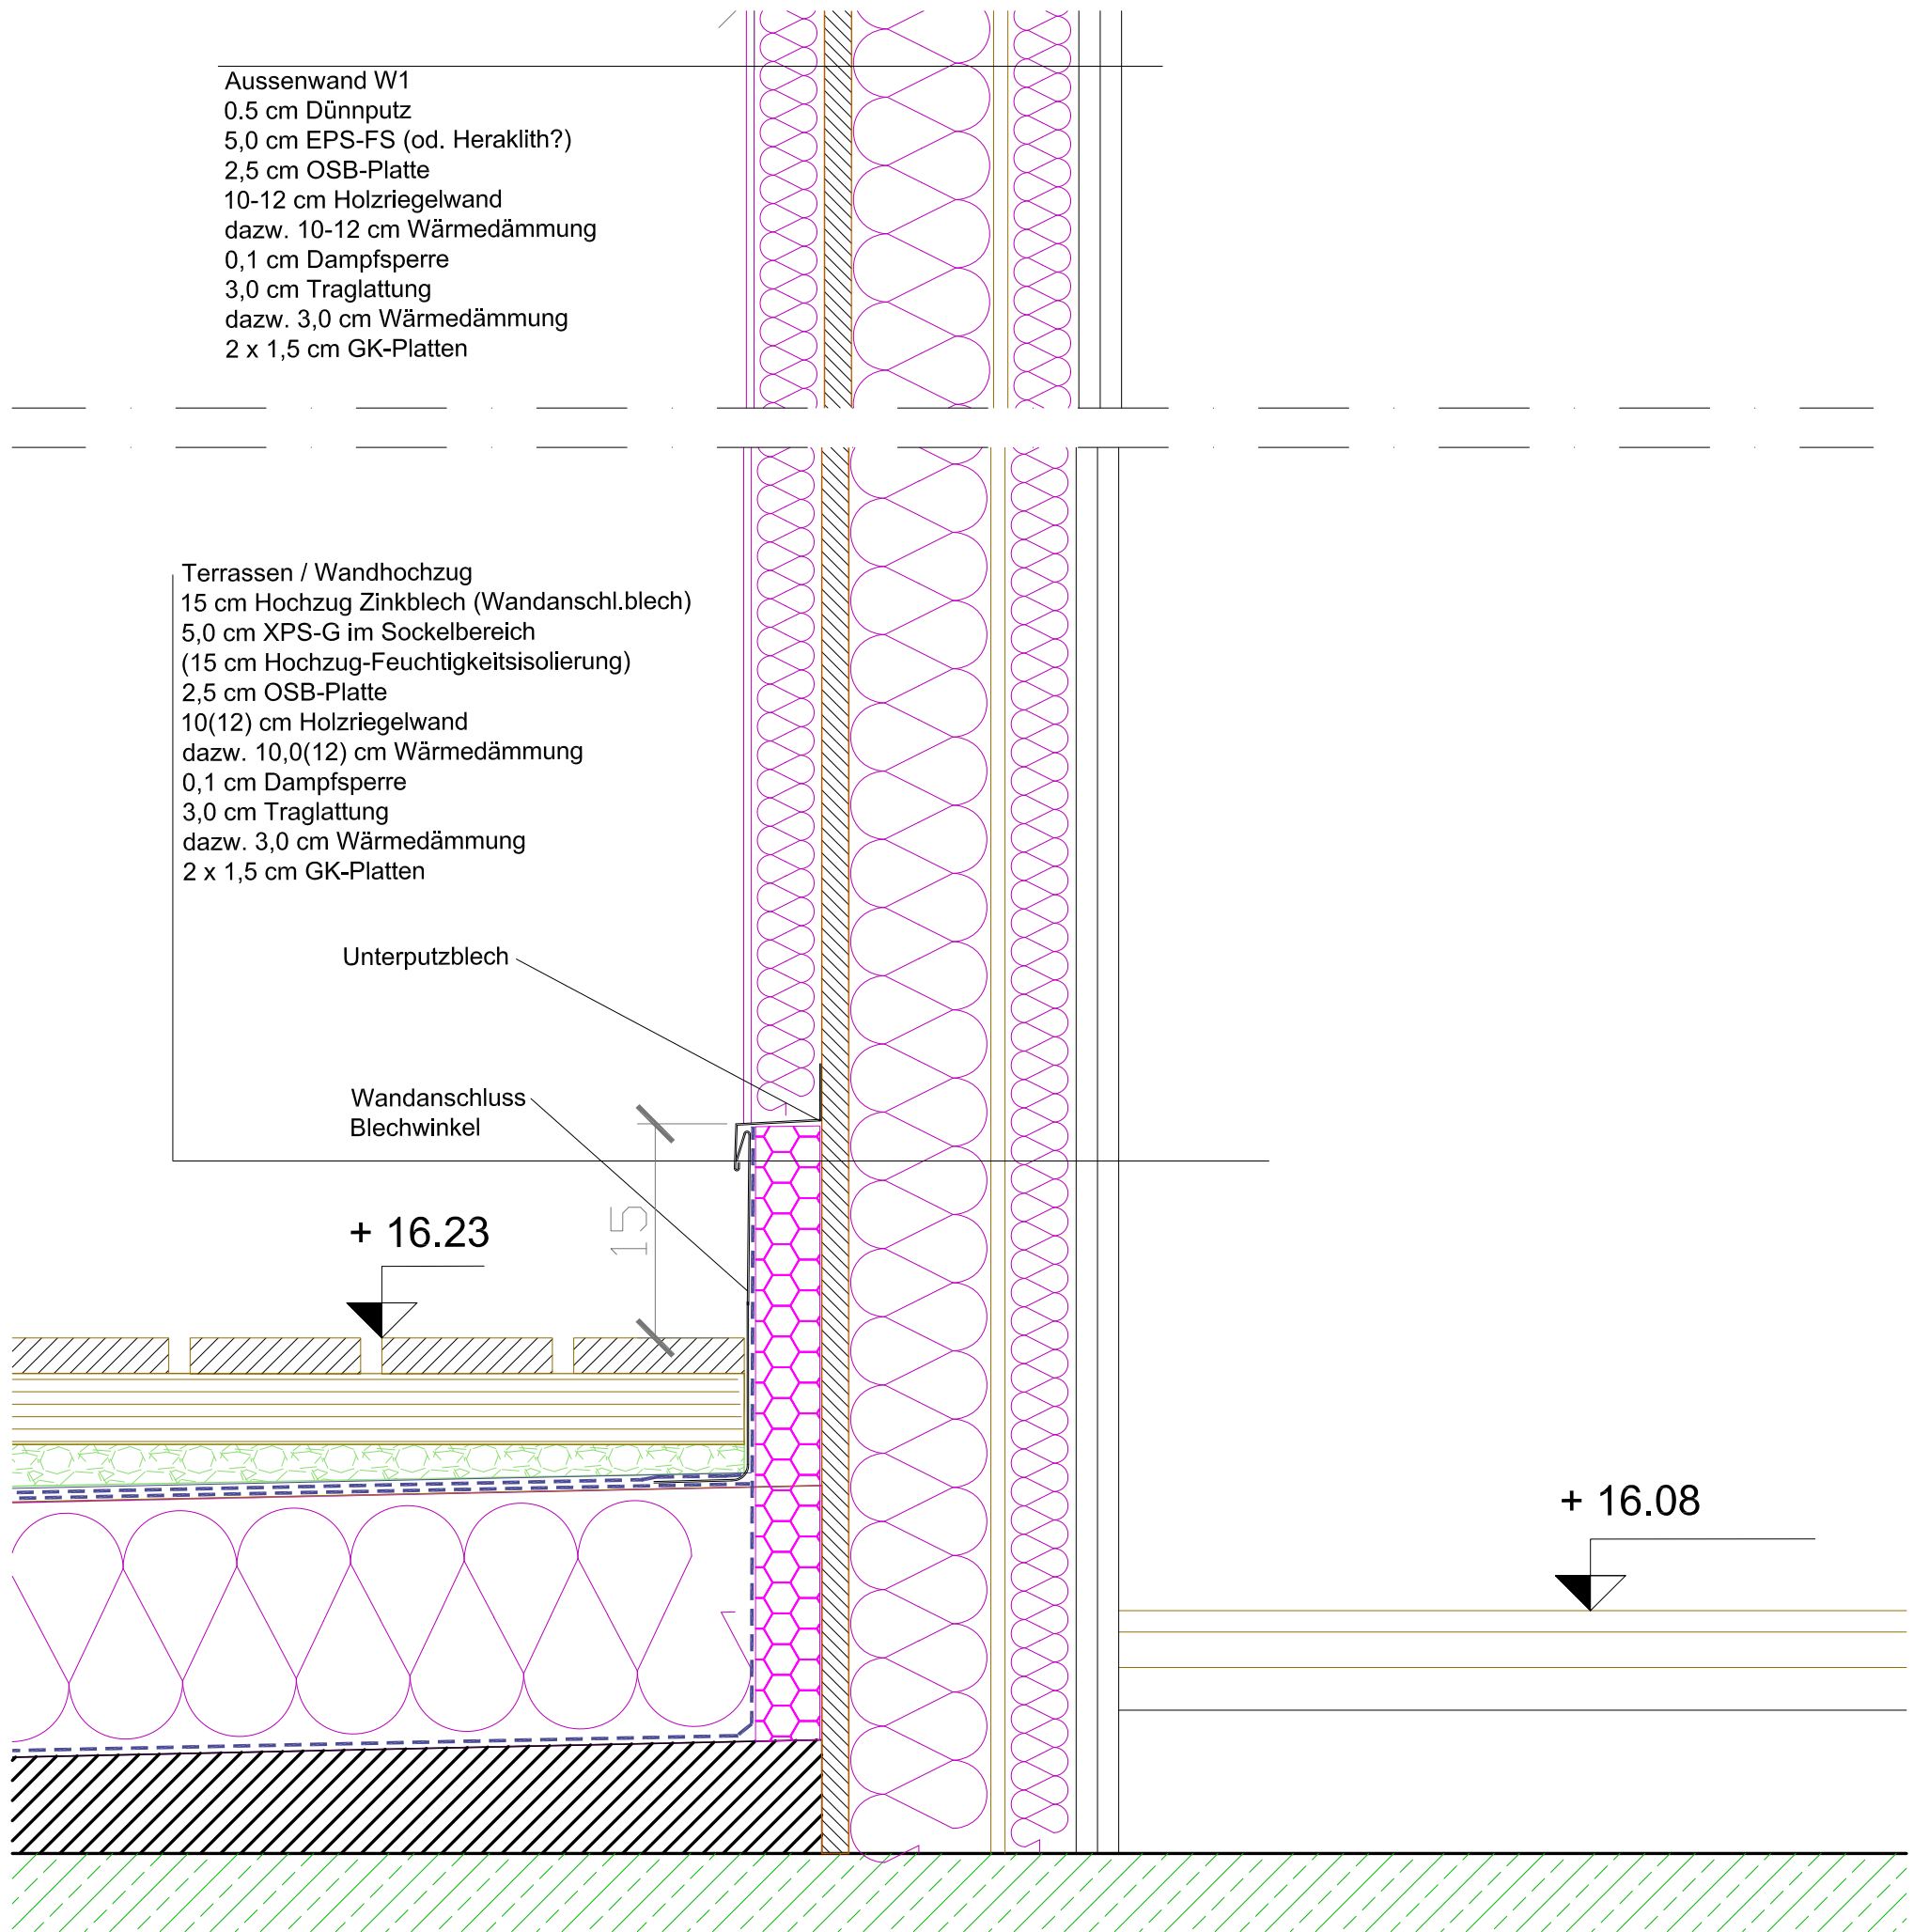 Aussenwand W1
0.5 cm Dünnputz
5,0 cm EPS-FS (od. Heraklith?)
2,5 cm OSB-Platte
10-12 cm Holzriegelwand
dazw. 10-12 cm Wärmedämmung
0,1 cm Dampfsperre
3,0 cm Traglattung
dazw. 3,0 cm Wärmedämmung
2 x 1,5 cm GK-Platten
Terrassen / Wandhochzug
15 cm Hochzug Zinkblech (Wandanschl.blech)
5,0 cm XPS-G im Sockelbereich
(15 cm Hochzug-Feuchtigkeitsisolierung)
2,5 cm OSB-Platte
10(12) cm Holzriegelwand
dazw. 10,0(12) cm Wärmedämmung
0,1 cm Dampfsperre
3,0 cm Traglattung
dazw. 3,0 cm Wärmedämmung
2 x 1,5 cm GK-Platten
Unterputzblech
Wandanschluss
Blechwinkel
15
+ 16.23
+ 16.08